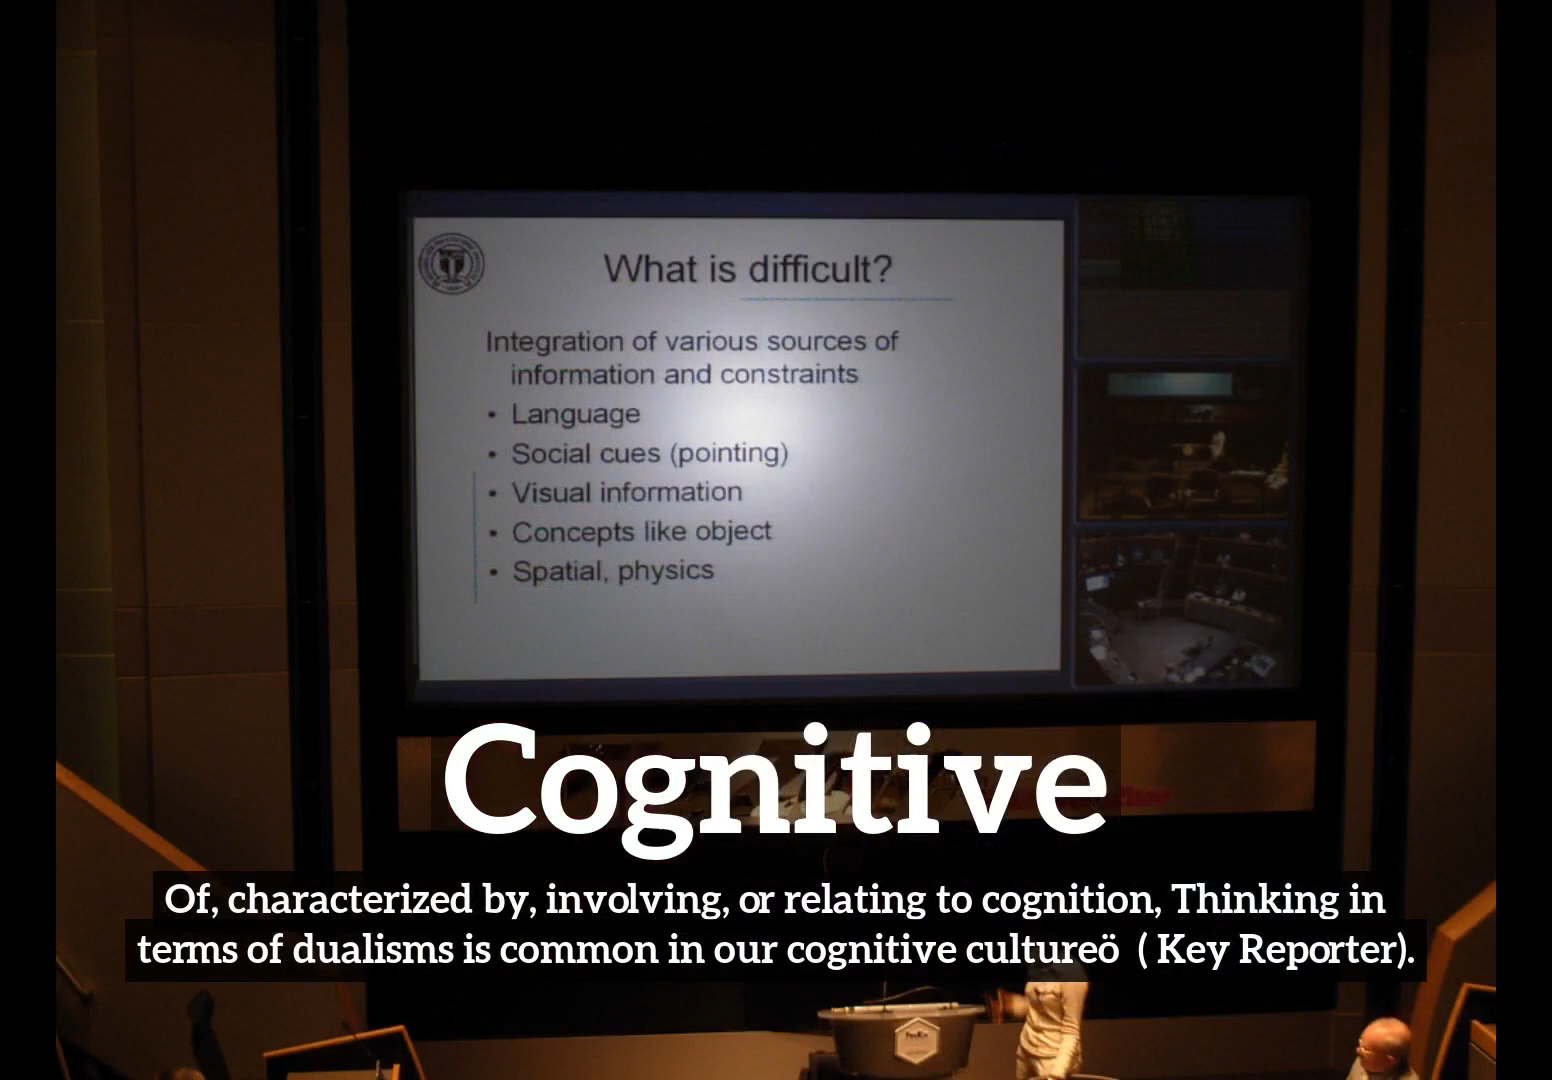 What is difficult?
Integration of various sources of
information and constraints
• Language
• Social cues (pointing)
• Visual information
• Concepts like object
• Spatial, physics
Cognitive
Of, characterized by, involving, or relating to cognition, Thinking in
terms of dualisms is common in our cognitive cultureö ( Key Reporter).